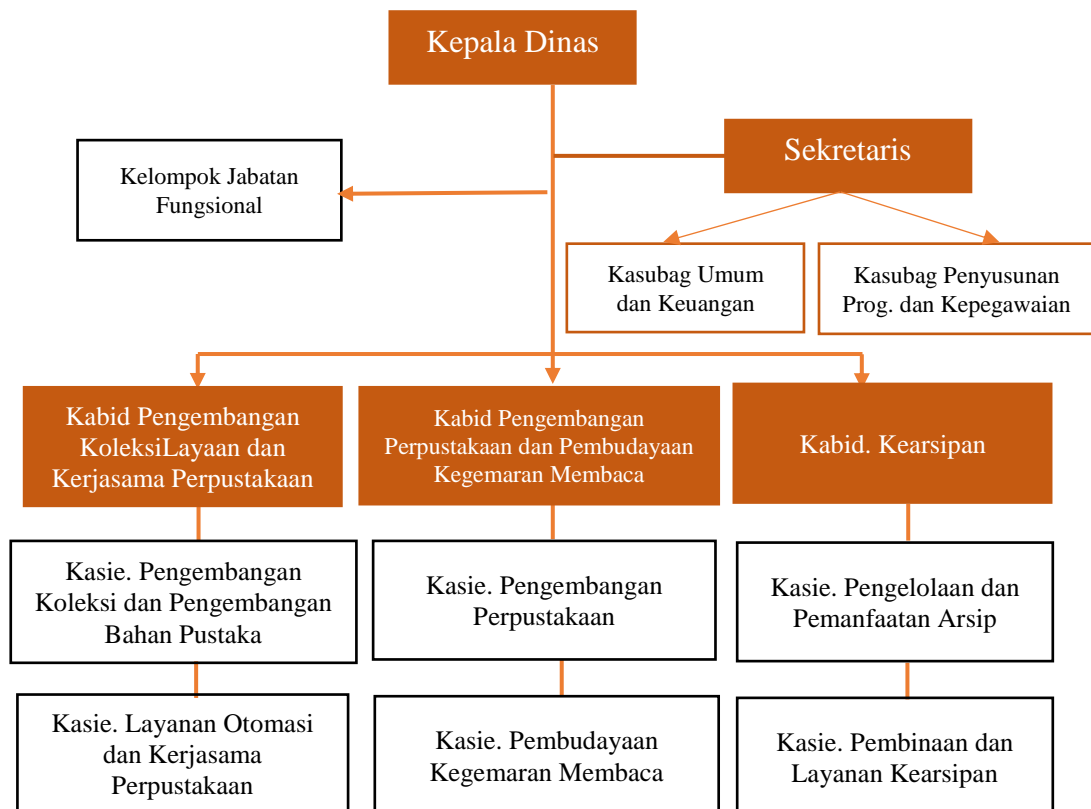 Kepala Dinas
Sekretaris
Kelompok Jabatan
Fungsional
Kasubag Umum
dan Keuangan
Kasubag Penyusunan
Prog. dan Kepegawaian
Kabid Pengembangan
KoleksiLayaan dan
Kerjasama Perpustakaan
Kabid Pengembangan
Perpustakaan dan Pembudayaan
Kegemaran Membaca
Kabid. Kearsipan
Kasie. Pengembangan
Koleksi dan Pengembangan
Bahan Pustaka
Kasie. Pengembangan
Perpustakaan
Kasie. Pengelolaan dan
Pemanfaatan Arsip
Kasie. Layanan Otomasi
dan Kerjasama
Perpustakaan
Kasie. Pembudayaan
Kegemaran Membaca
Kasie. Pembinaan dan
Layanan Kearsipan